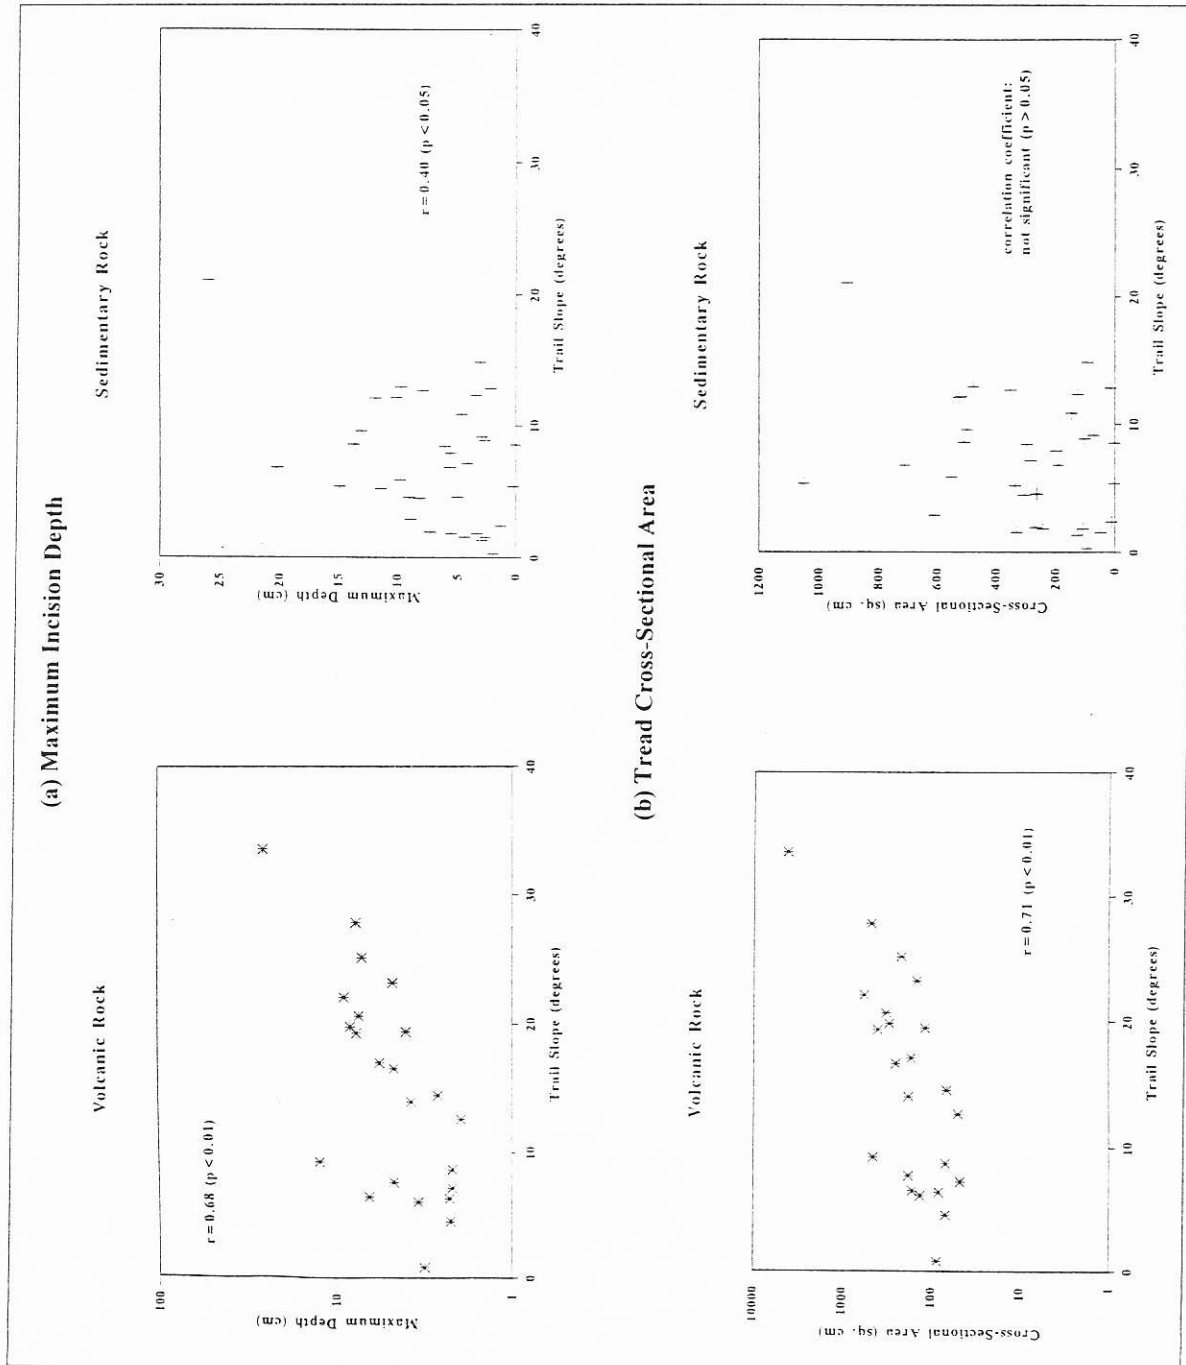 (a) Maximum Incision Depth
Volcanic Rock
r=0.68 (p<0.01)
Maximum Depth (cm)
100
10
1
0
10
20
30
40
Trail Slope (degrees)
Sedimentary Rock
r=0.40 (p<0.05)
Maximum Depth (cm)
30
25
20
15
10
5
0
0
10
20
30
40
Trail Slope (degrees)
(b) Tread Cross-Sectional Area
Volcanic Rock
r=0.71 (p<0.01)
Cross-Sectional Area (sq. cm)
10000
1000
100
10
1
0
10
20
30
40
Trail Slope (degrees)
Sedimentary Rock
correlation coefficient:
not significant (p>0.05)
Cross-Sectional Area (sq. cm)
1200
1000
800
600
400
200
0
0
10
20
30
40
Trail Slope (degrees)